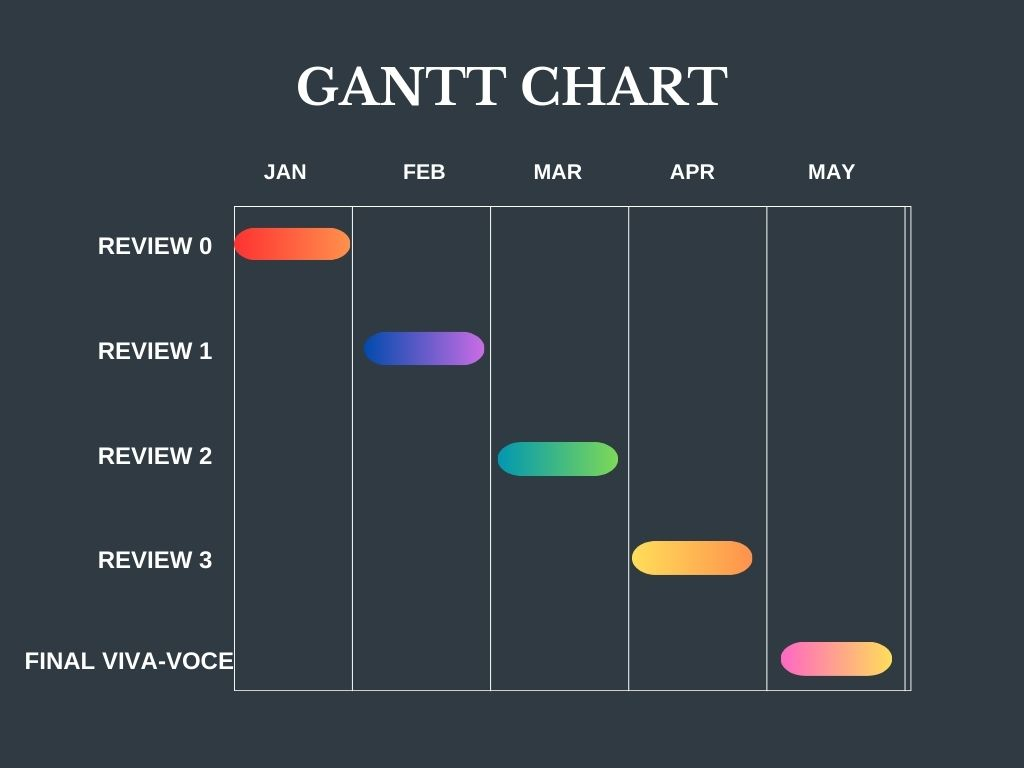 GANTT CHART
JAN FEB MAR APR MAY
REVIEW 0
REVIEW 1
REVIEW 2
REVIEW 3
FINAL VIVA-VOCE